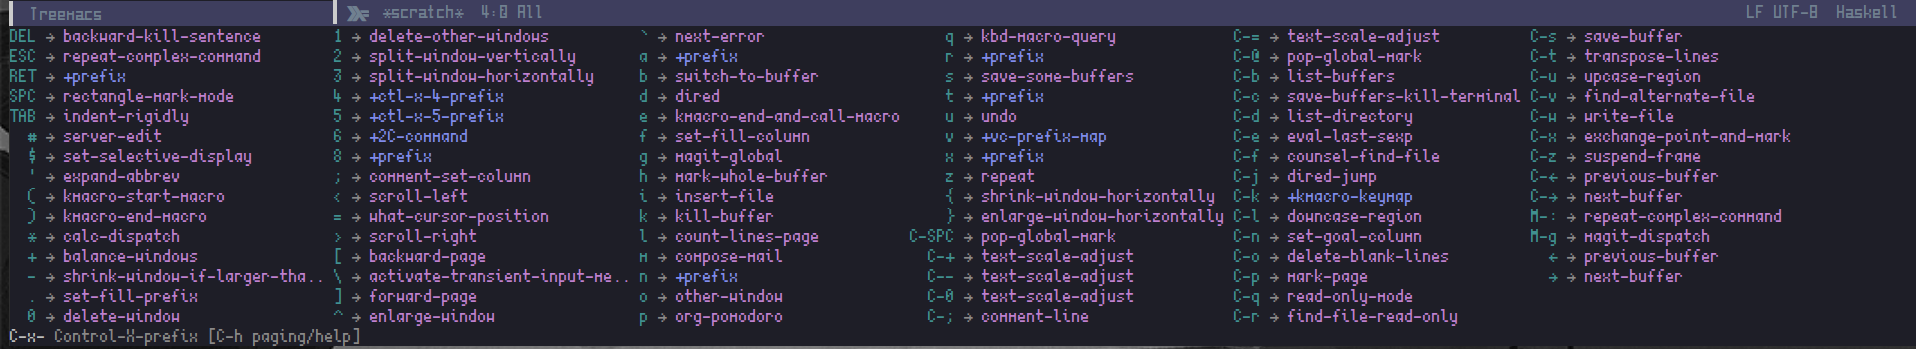 Treemacs *scratch* 4:0 All LF UTF-8 Haskell
DEL → backward-kill-sentence 1 → delete-other-windows ` → next-error q → kbd-macro-query C-= → text-scale-adjust C-s → save-buffer
ESC → repeat-complex-command 2 → split-window-vertically a → +prefix r → +prefix C-@ → pop-global-mark C-t → transpose-lines
RET → +prefix 3 → split-window-horizontally b → switch-to-buffer s → save-some-buffers C-b → list-buffers C-u → upcase-region
SPC → rectangle-mark-mode 4 → +ctl-x-4-prefix d → dired t → +prefix C-c → save-buffers-kill-terminal C-v → find-alternate-file
TAB → indent-rigidly 5 → +ctl-x-5-prefix e → kmacro-end-and-call-macro u → undo C-d → list-directory C-w → write-file
# → server-edit 6 → +2C-command f → set-fill-column v → +vc-prefix-map C-e → eval-last-sexp C-x → exchange-point-and-mark
$ → set-selective-display 8 → +prefix g → magit-global x → +prefix C-f → counsel-find-file C-z → suspend-frame
' → expand-abbrev ; → comment-set-column h → mark-whole-buffer z → repeat C-j → dired-jump C-← → previous-buffer
( → kmacro-start-macro < → scroll-left i → insert-file { → shrink-window-horizontally C-k → +kmacro-keymap C-→ → next-buffer
) → kmacro-end-macro = → what-cursor-position k → kill-buffer } → enlarge-window-horizontally C-l → downcase-region M-: → repeat-complex-command
* → calc-dispatch > → scroll-right l → count-lines-page C-SPC → pop-global-mark C-n → set-goal-column M-g → magit-dispatch
+ → balance-windows [ → backward-page m → compose-mail C-+ → text-scale-adjust C-o → delete-blank-lines ← → previous-buffer
- → shrink-window-if-larger-tha.. \ → activate-transient-input-me.. n → +prefix C-- → text-scale-adjust C-p → mark-page → → next-buffer
. → set-fill-prefix ] → forward-page o → other-window C-0 → text-scale-adjust C-q → read-only-mode
0 → delete-window ^ → enlarge-window p → org-pomodoro C-; → comment-line C-r → find-file-read-only
C-x- Control-X-prefix [C-h paging/help]